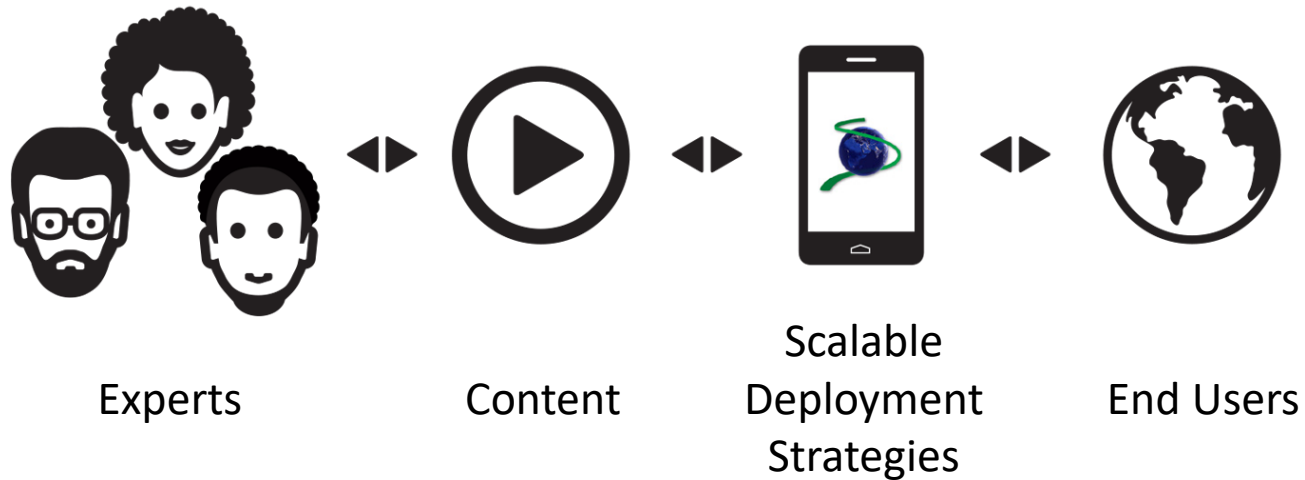 Experts
Content
Scalable
Deployment
Strategies
End Users